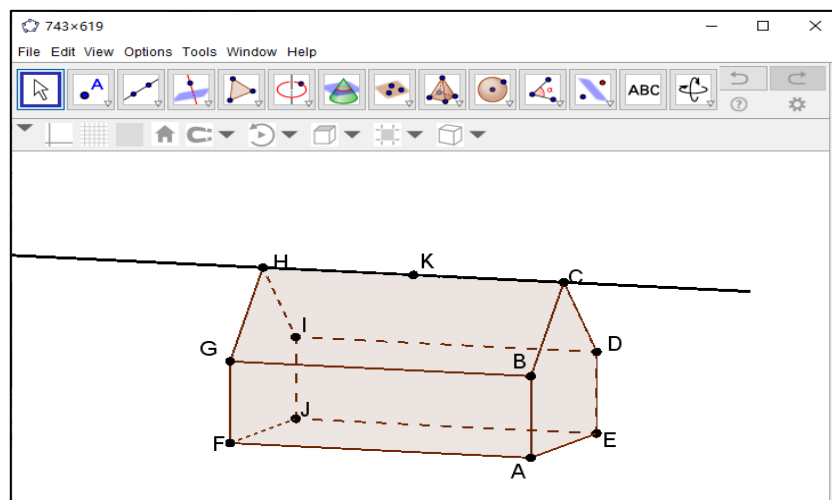 743×619
File Edit View Options Tools Window Help
A α ABC ?
H K C
I D
G B
J
F E
A